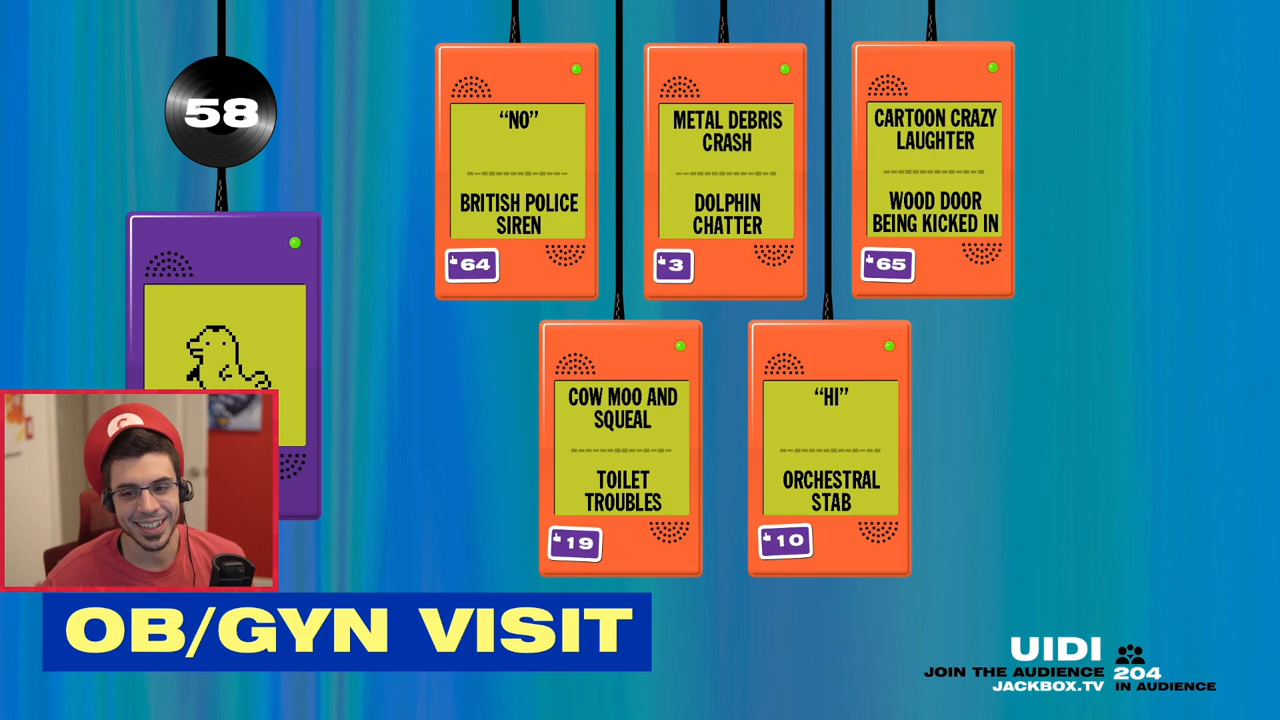 58
“NO”
BRITISH POLICE
SIREN
64
METAL DEBRIS
CRASH
DOLPHIN
CHATTER
3
CARTOON CRAZY
LAUGHTER
WOOD DOOR
BEING KICKED IN
65
COW MOO AND
SQUEAL
TOILET
TROUBLES
19
“HI”
ORCHESTRAL
STAB
10
C
OB/GYN VISIT
UIDI
JOIN THE AUDIENCE 204
JACKBOX.TV IN AUDIENCE